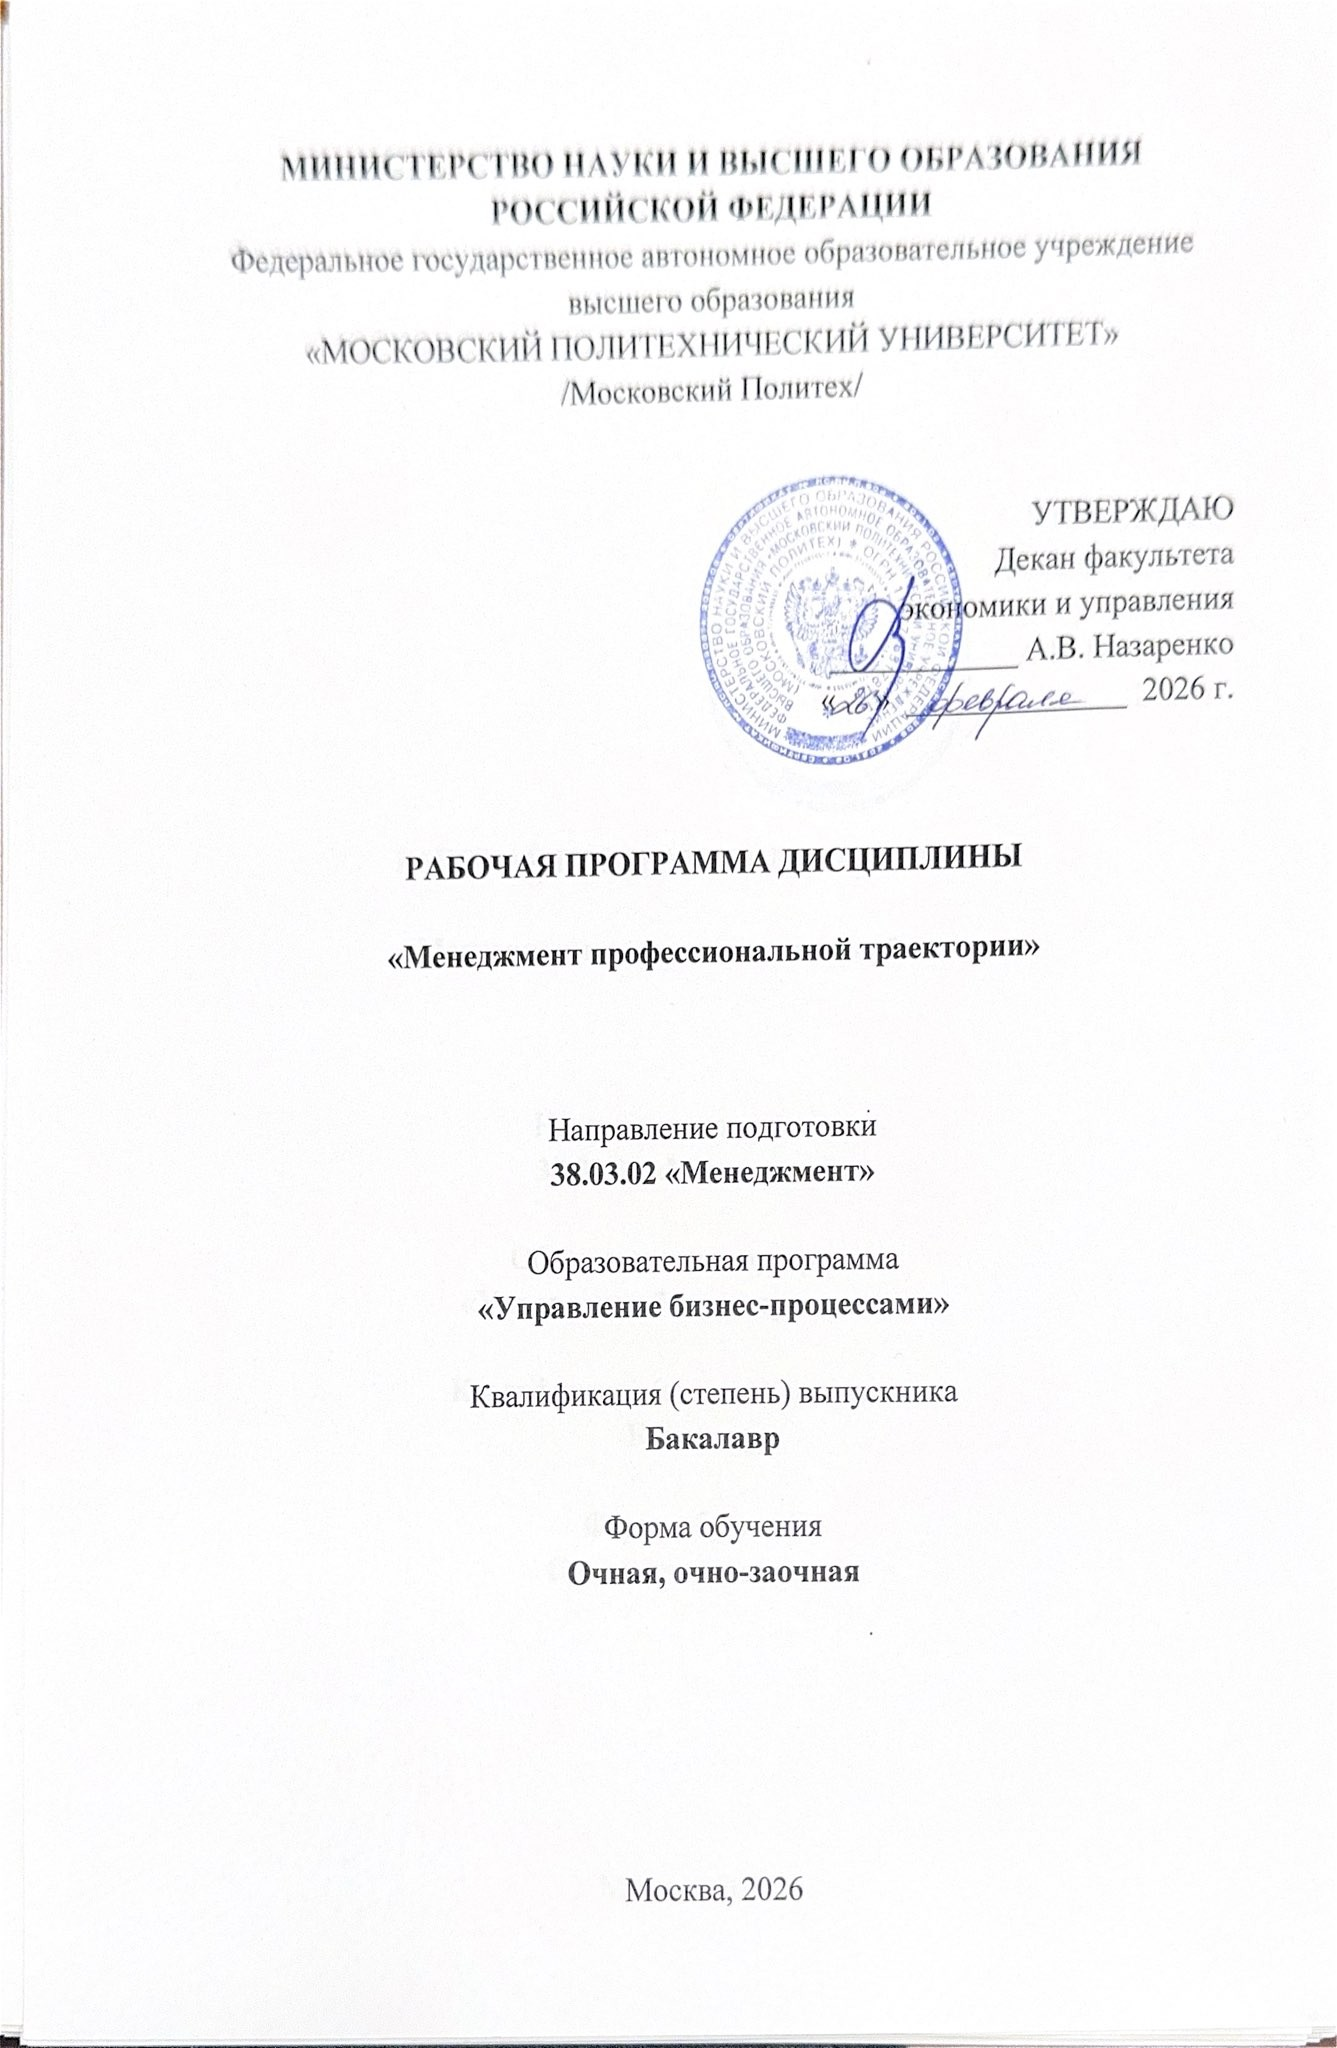 МИНИСТЕРСТВО НАУКИ И ВЫСШЕГО ОБРАЗОВАНИЯ
РОССИЙСКОЙ ФЕДЕРАЦИИ
Федеральное государственное автономное образовательное учреждение
высшего образования
«МОСКОВСКИЙ ПОЛИТЕХНИЧЕСКИЙ УНИВЕРСИТЕТ»
/Московский Политех/
УТВЕРЖДАЮ
Декан факультета
экономики и управления
А.В. Назаренко
«26» февраля 2026 г.
РАБОЧАЯ ПРОГРАММА ДИСЦИПЛИНЫ
«Менеджмент профессиональной траектории»
Направление подготовки
38.03.02 «Менеджмент»
Образовательная программа
«Управление бизнес-процессами»
Квалификация (степень) выпускника
Бакалавр
Форма обучения
Очная, очно-заочная
Москва, 2026